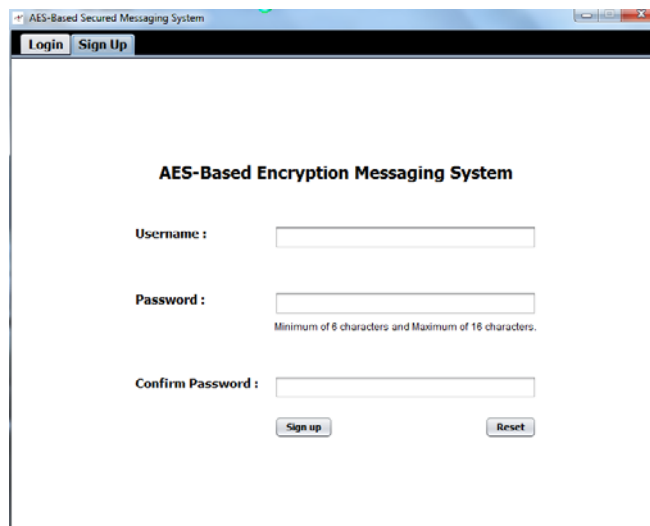 AES-Based Secured Messaging System
Login Sign Up
AES-Based Encryption Messaging System
Username :
Password :
Minimum of 6 characters and Maximum of 16 characters.
Confirm Password :
Sign up Reset